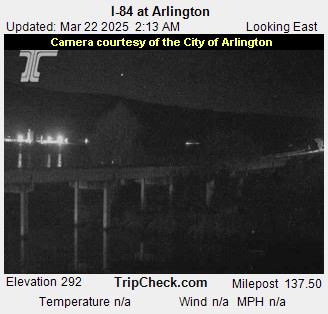 I-84 at Arlington
Updated: Mar 22 2025 2:13 AM Looking East
Camera courtesy of the City of Arlington
Elevation 292 TripCheck.com Milepost 137.50
Temperature n/a Wind n/a MPH n/a